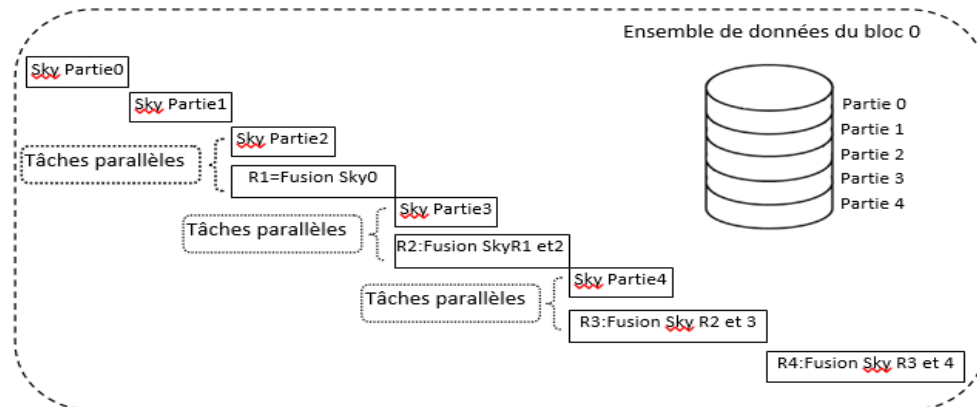 Ensemble de données du bloc 0
Sky Partie0
Sky Partie1
Sky Partie2
Tâches parallèles
R1=Fusion Sky0
Sky Partie3
Tâches parallèles
R2:Fusion SkyR1 et2
Sky Partie4
Tâches parallèles
R3:Fusion Sky R2 et 3
R4:Fusion Sky R3 et 4
Partie 0
Partie 1
Partie 2
Partie 3
Partie 4